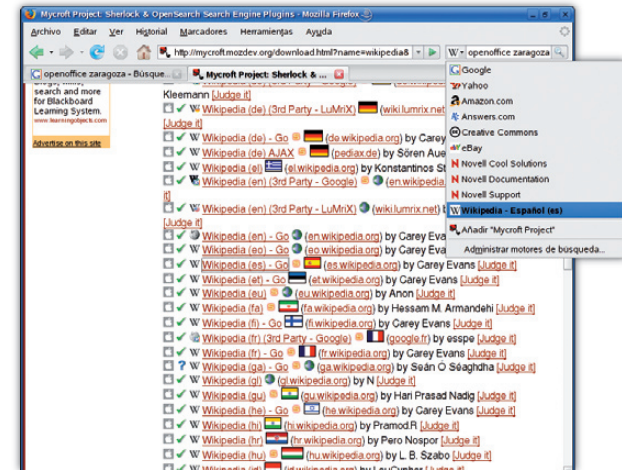 Mycroft Project: Sherlock & OpenSearch Search Engine Plugins - Mozilla Firefox
Archivo Editar Ver Historial Marcadores Herramientas Ayuda
http://mycroft.mozdev.org/download.html?name=wikipedia&
openoffice zaragoza
openoffice zaragoza - Búsque...
Mycroft Project: Sherlock & ...
search and more
for Blackboard
Learning System.
www.learningobjects.com
Advertise on this site
Kleemann [Judge it]
Wikipedia (de) (3rd Party - LuMriX) (wiki.lumrix.net)
[Judge it]
Wikipedia (de) - Go (de.wikipedia.org) by Carey
Wikipedia (de) AJAX (pediax.de) by Sören Aue
Wikipedia (el) (el.wikipedia.org) by Konstantinos St
Wikipedia (en) (3rd Party - Google) (en.wikipedia.
it]
Wikipedia (en) (3rd Party - LuMriX) (wiki.lumrix.net)
[Judge it]
Wikipedia (en) - Go (en.wikipedia.org) by Carey Eva
Wikipedia (eo) - Go (eo.wikipedia.org) by Carey Eva
Wikipedia (es) - Go (es.wikipedia.org) by Carey Evans [Judge it]
Wikipedia (et) - Go (et.wikipedia.org) by Carey Evans [Judge it]
Wikipedia (eu) (eu.wikipedia.org) by Anon [Judge it]
Wikipedia (fa) (fa.wikipedia.org) by Hessam M. Armandehi [Judge it]
Wikipedia (fi) - Go (fi.wikipedia.org) by Carey Evans [Judge it]
Wikipedia (fr) (3rd Party - Google) (google.fr) by esspe [Judge it]
Wikipedia (fr) - Go (fr.wikipedia.org) by Carey Evans [Judge it]
Wikipedia (ga) - Go (ga.wikipedia.org) by Seán Ó Séaghdha [Judge it]
Wikipedia (gl) (gl.wikipedia.org) by N [Judge it]
Wikipedia (gu) (gu.wikipedia.org) by Hari Prasad Nadig [Judge it]
Wikipedia (he) - Go (he.wikipedia.org) by Carey Evans [Judge it]
Wikipedia (hi) (hi.wikipedia.org) by Pramod.R [Judge it]
Wikipedia (hr) (hr.wikipedia.org) by Pero Nospor [Judge it]
Wikipedia (hu) (hu.wikipedia.org) by L. B. Szabo [Judge it]
Google
Yahoo
Amazon.com
Answers.com
Creative Commons
eBay
Novell Cool Solutions
Novell Documentation
Novell Support
Wikipedia - Español (es)
Añadir "Mycroft Project"
Administrar motores de búsqueda...